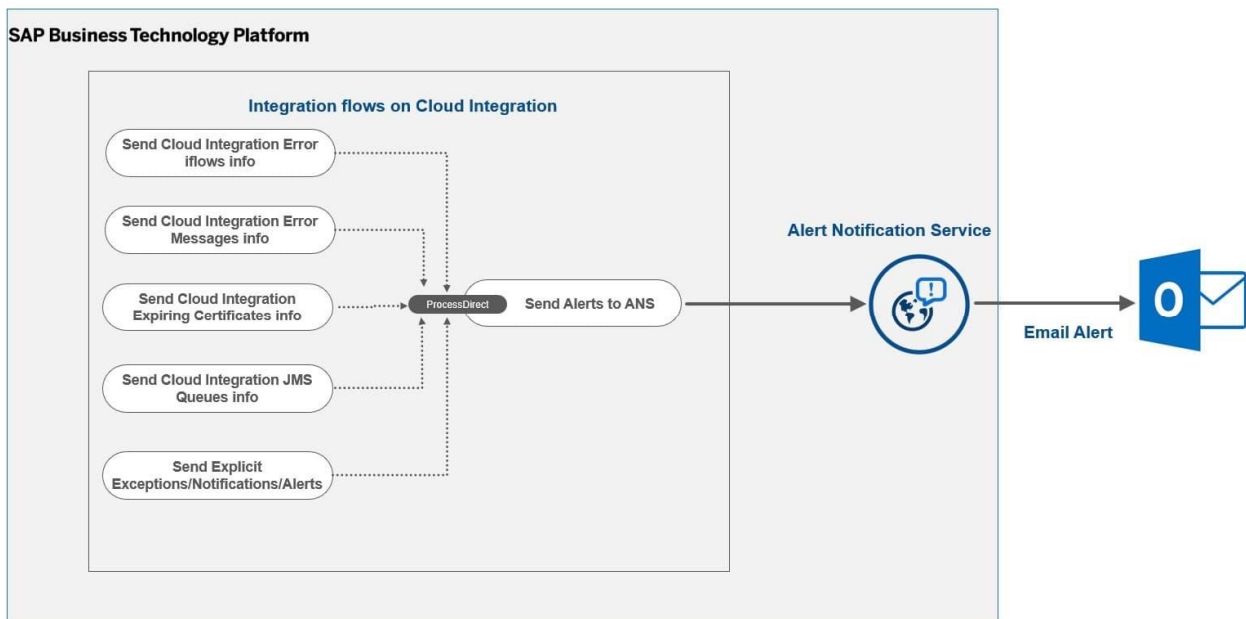 SAP Business Technology Platform
Integration flows on Cloud Integration
Send Cloud Integration Error
iflows info
Send Cloud Integration Error
Messages info
Send Cloud Integration
Expiring Certificates info
Send Cloud Integration JMS
Queues info
Send Explicit
Exceptions/Notifications/Alerts
ProcessDirect
Send Alerts to ANS
Alert Notification Service
!
Email Alert
O